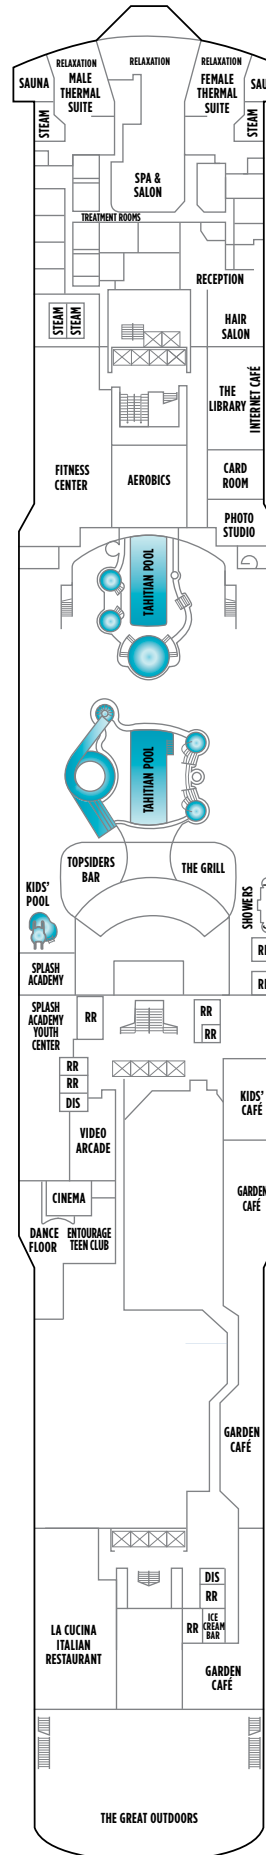 RELAXATION
RELAXATION
RELAXATION
SAUNA
MALE
THERMAL
SUITE
FEMALE
THERMAL
SUITE
STEAM
STEAM
SPA &
SALON
TREATMENT ROOMS
RECEPTION
STEAM
STEAM
HAIR
SALON
THE
LIBRARY
INTERNET CAFÉ
FITNESS
CENTER
AEROBICS
CARD
ROOM
PHOTO
STUDIO
TAHITIAN POOL
TAHITIAN POOL
TOPSIDERS
BAR
THE GRILL
KIDS'
POOL
SHOWERS
SPLASH
ACADEMY
SPLASH
ACADEMY
YOUTH
CENTER
RR
RR
RR
RR
RR
DIS
KIDS'
CAFÉ
VIDEO
ARCADE
GARDEN
CAFÉ
CINEMA
DANCE
FLOOR
ENTOURAGE
TEEN CLUB
GARDEN
CAFÉ
DIS
RR
RR
ICE
CREAM
BAR
LA CUCINA
ITALIAN
RESTAURANT
GARDEN
CAFÉ
THE GREAT OUTDOORS